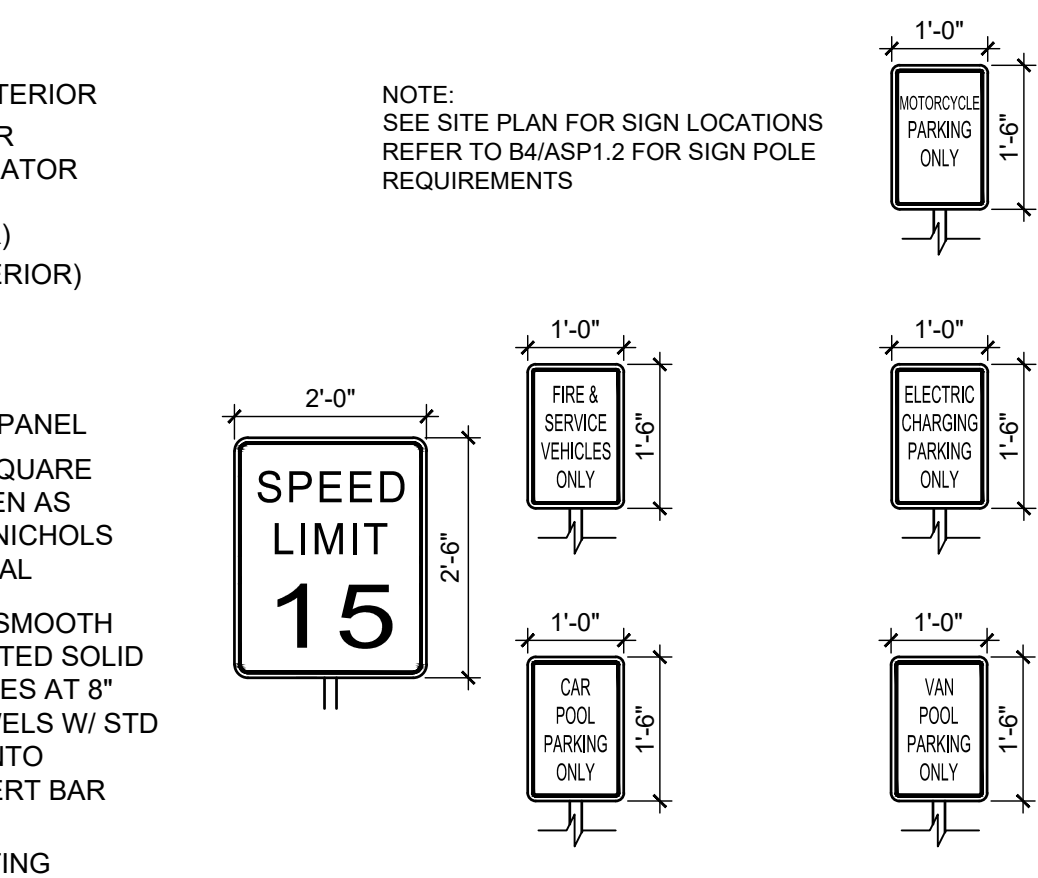 TERIOR
R
ATOR
)
ERIOR)
PANEL
QUARE
EN AS
NICHOLS
AL
SMOOTH
TED SOLID
ES AT 8"
ELS W/ STD
NTO
ERT BAR
TING
NOTE:
SEE SITE PLAN FOR SIGN LOCATIONS
REFER TO B4/ASP1.2 FOR SIGN POLE
REQUIREMENTS
1'-0"
MOTORCYCLE
PARKING
ONLY
1'-6"
2'-0"
SPEED
LIMIT
15
2'-6"
1'-0"
FIRE &
SERVICE
VEHICLES
ONLY
1'-6"
1'-0"
ELECTRIC
CHARGING
PARKING
ONLY
1'-6"
1'-0"
CAR
POOL
PARKING
ONLY
1'-6"
1'-0"
VAN
POOL
PARKING
ONLY
1'-6"